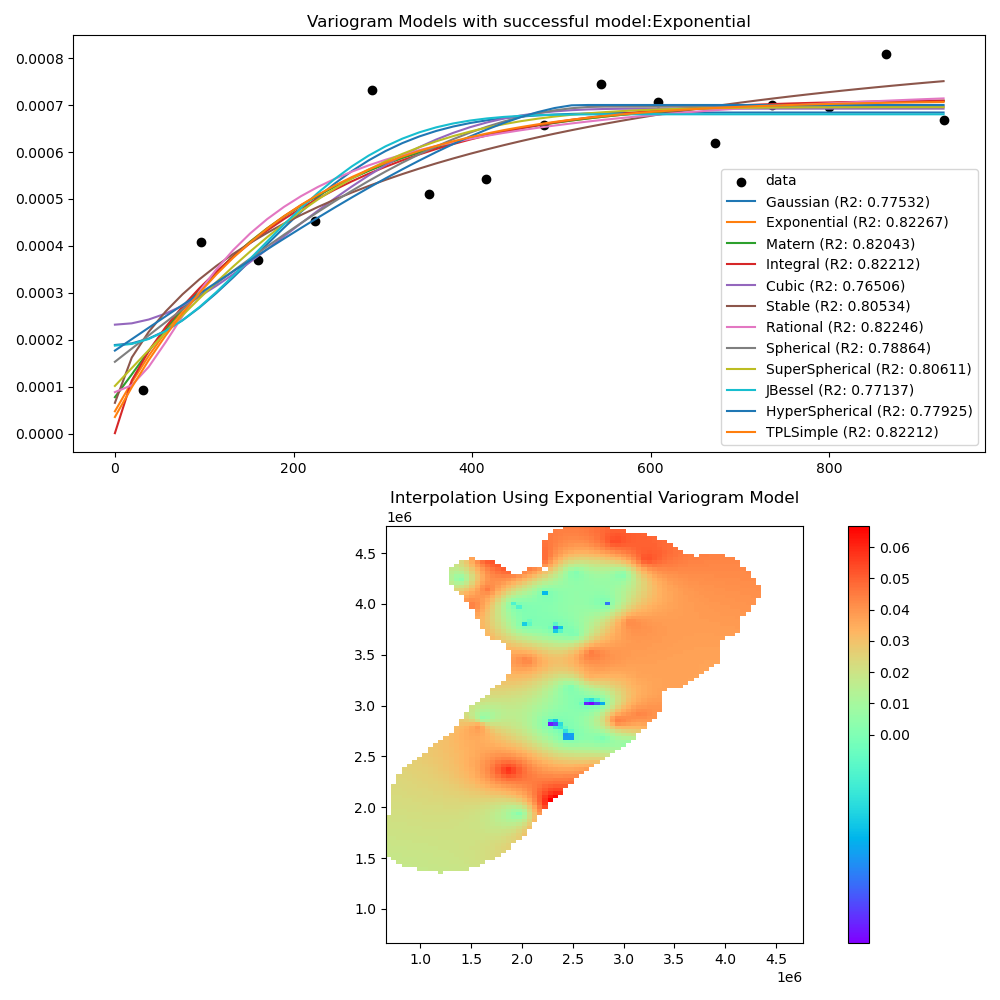 Variogram Models with successful model:Exponential
0.0008
0.0007
0.0006
0.0005
0.0004
0.0003
0.0002
0.0001
0.0000
data
Gaussian (R2: 0.77532)
Exponential (R2: 0.82267)
Matern (R2: 0.82043)
Integral (R2: 0.82212)
Cubic (R2: 0.76506)
Stable (R2: 0.80534)
Rational (R2: 0.82246)
Spherical (R2: 0.78864)
SuperSpherical (R2: 0.80611)
JBessel (R2: 0.77137)
HyperSpherical (R2: 0.77925)
TPLSimple (R2: 0.82212)
0 200 400 600 800
Interpolation Using Exponential Variogram Model
1e6
4.5
4.0
3.5
3.0
2.5
2.0
1.5
1.0
1.0 1.5 2.0 2.5 3.0 3.5 4.0 4.5
1e6
0.06
0.05
0.04
0.03
0.02
0.01
0.00